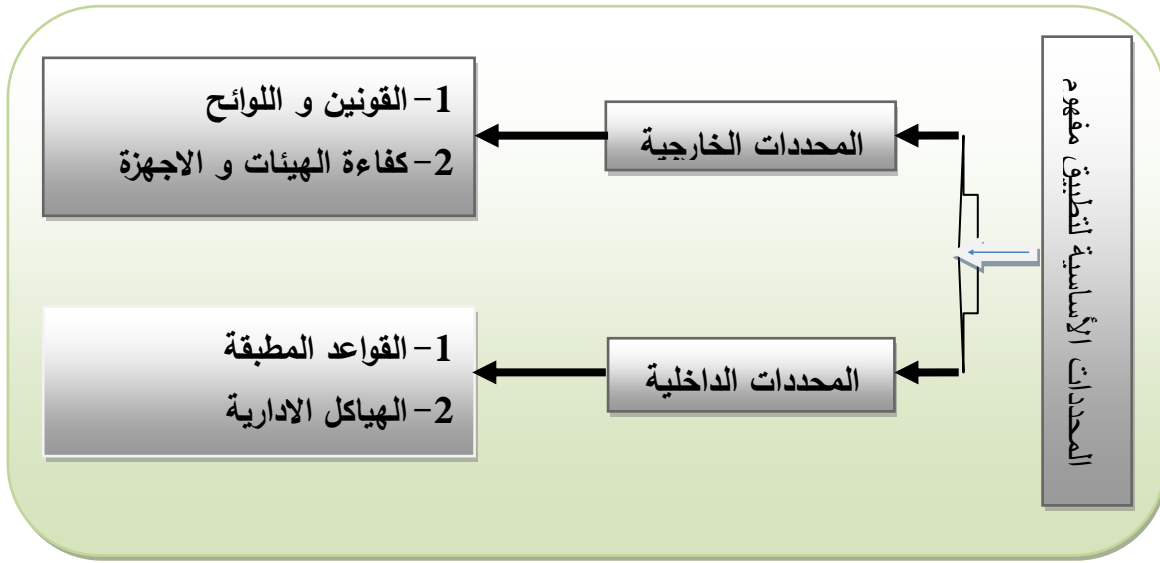 المحددات الأساسية لتطبيق مفهوم
المحددات الخارجية
1- القونين و اللوائح
2- كفاءة الهيئات و الاجهزة
المحددات الداخلية
1- القواعد المطبقة
2- الهياكل الادارية